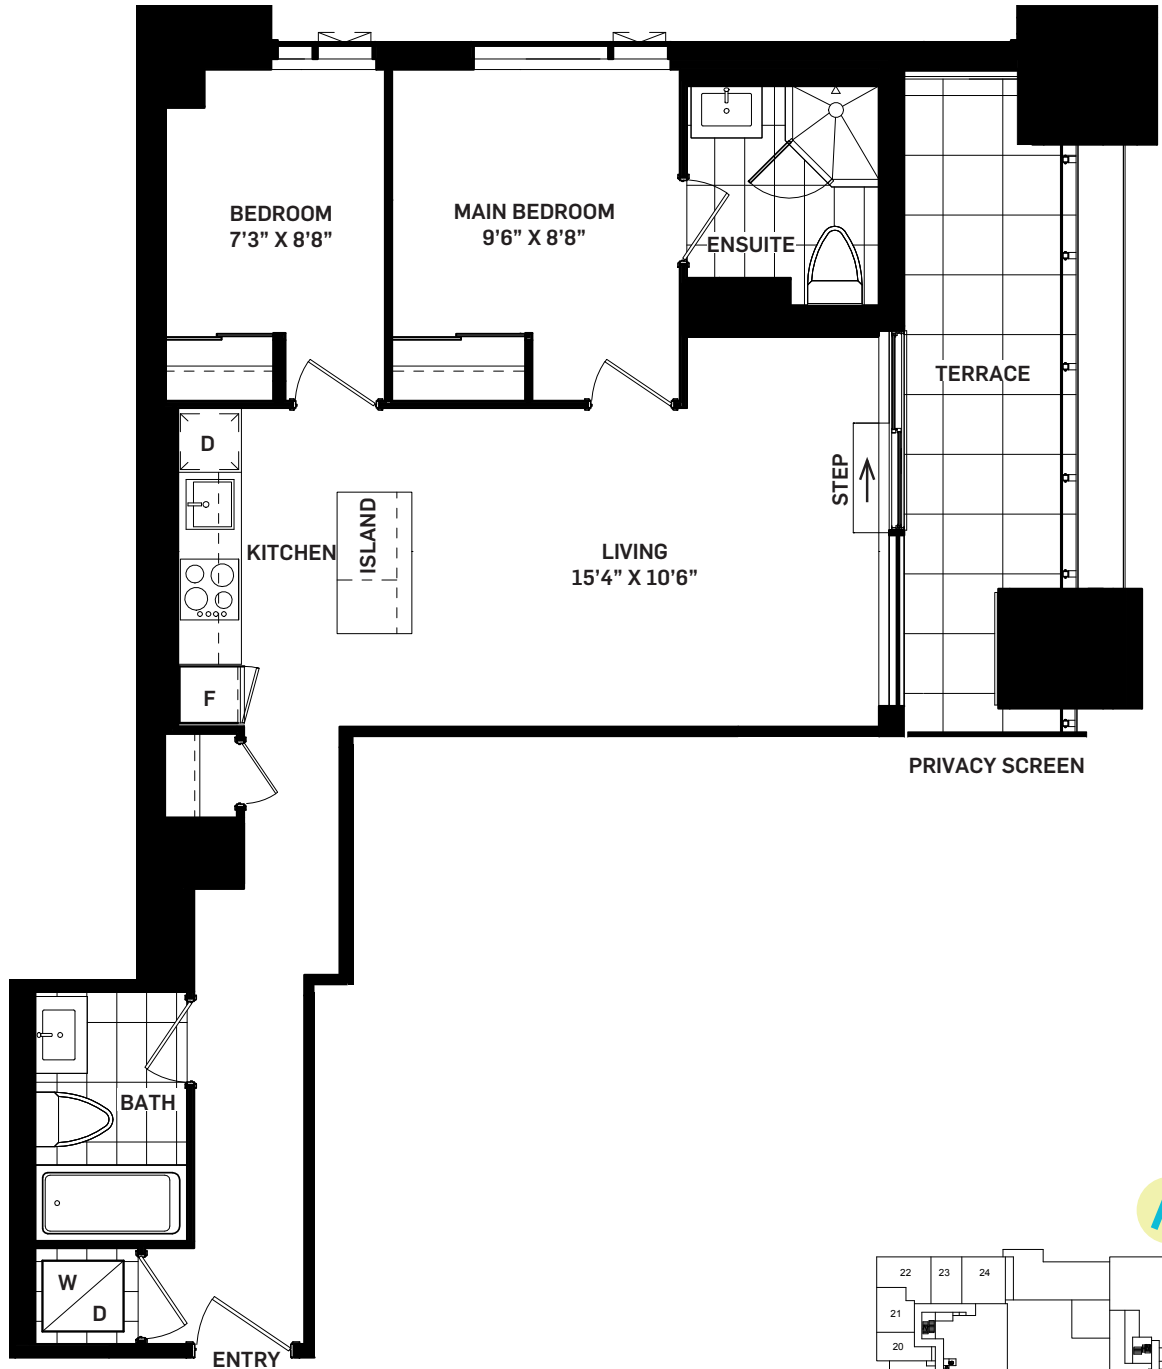 BEDROOM
7'3” X 8'8”
MAIN BEDROOM
9'6” X 8'8”
ENSUITE
TERRACE
D
STEP
KITCHEN
ISLAND
LIVING
15'4” X 10'6”
F
PRIVACY SCREEN
BATH
W
D
ENTRY
22
23
24
21
20